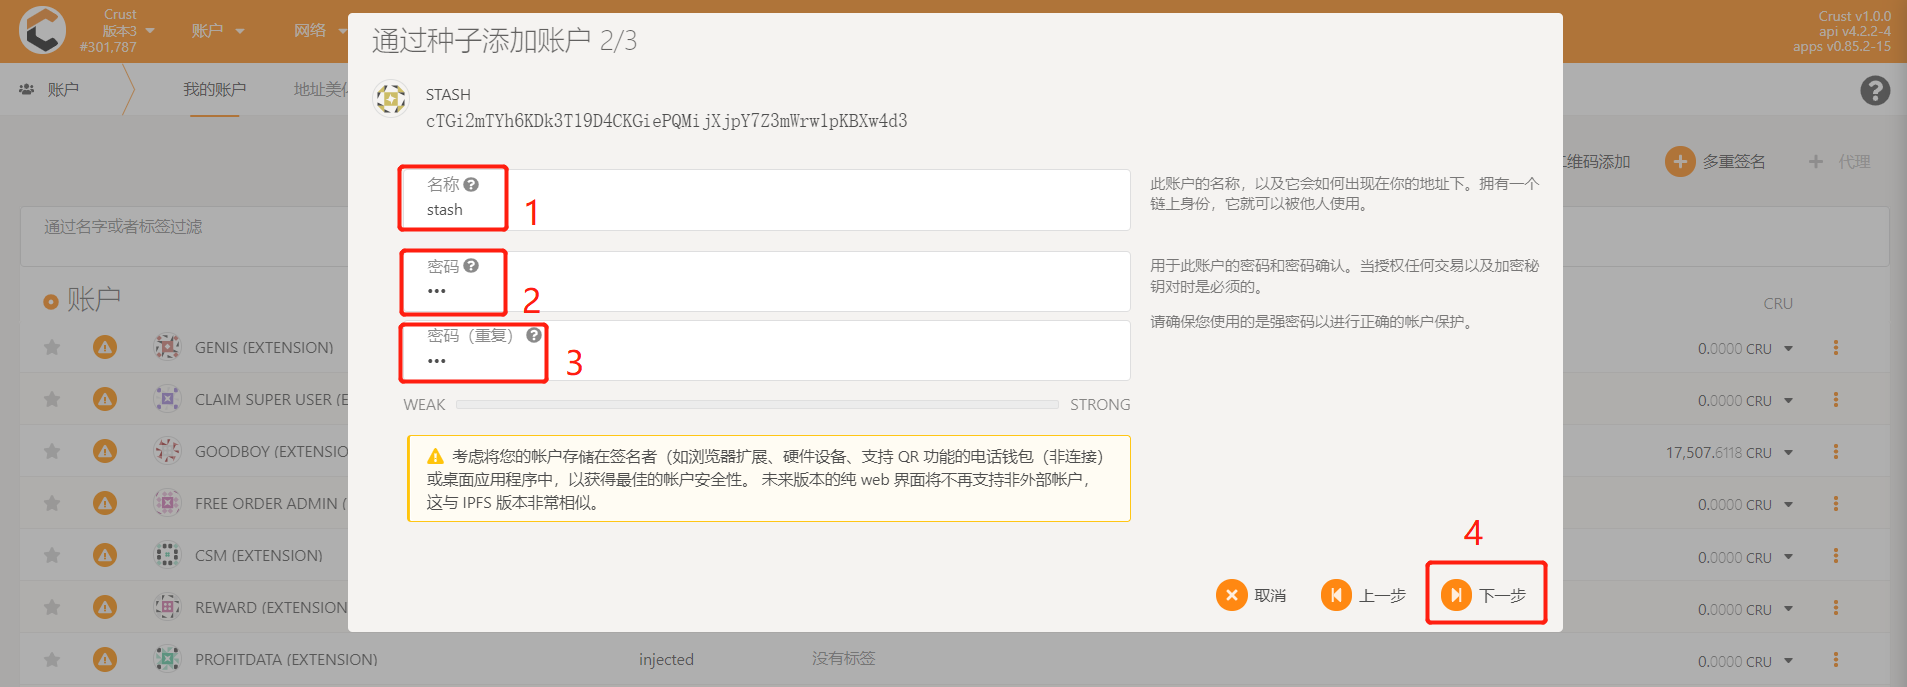 Crust
版本3
#301,787
账户
网络
Crust v1.0.0
api v4.2.2-4
apps v0.85.2-15
账户
我的账户
地址美
通过种子添加账户 2/3
STASH
cTGi2mTYh6KDk3T19D4CKGiePQMijXjpY7Z3mWrw1pKBXw4d3
名称
stash
1
此账户的名称，以及它会如何出现在你的地址下。拥有一个
链上身份，它就可以被他人使用。
密码
•••
2
用于此账户的密码和密码确认。当授权任何交易以及加密秘
钥对时是必须的。
请确保您使用的是强密码以进行正确的帐户保护。
密码（重复）
•••
3
WEAK
STRONG
考虑将您的帐户存储在签名者（如浏览器扩展、硬件设备、支持 QR 功能的电话钱包（非连接）
或桌面应用程序中，以获得最佳的帐户安全性。 未来版本的纯 web 界面将不再支持非外部帐户，
这与 IPFS 版本非常相似。
4
取消
上一步
下一步
二维码添加
多重签名
代理
通过名字或者标签过滤
账户
CRU
GENIS (EXTENSION)
0.0000 CRU
CLAIM SUPER USER (E
0.0000 CRU
GOODBOY (EXTENSIO
17,507.6118 CRU
FREE ORDER ADMIN (
0.0000 CRU
CSM (EXTENSION)
0.0000 CRU
REWARD (EXTENSION
0.0000 CRU
PROFITDATA (EXTENSION)
injected
没有标签
0.0000 CRU